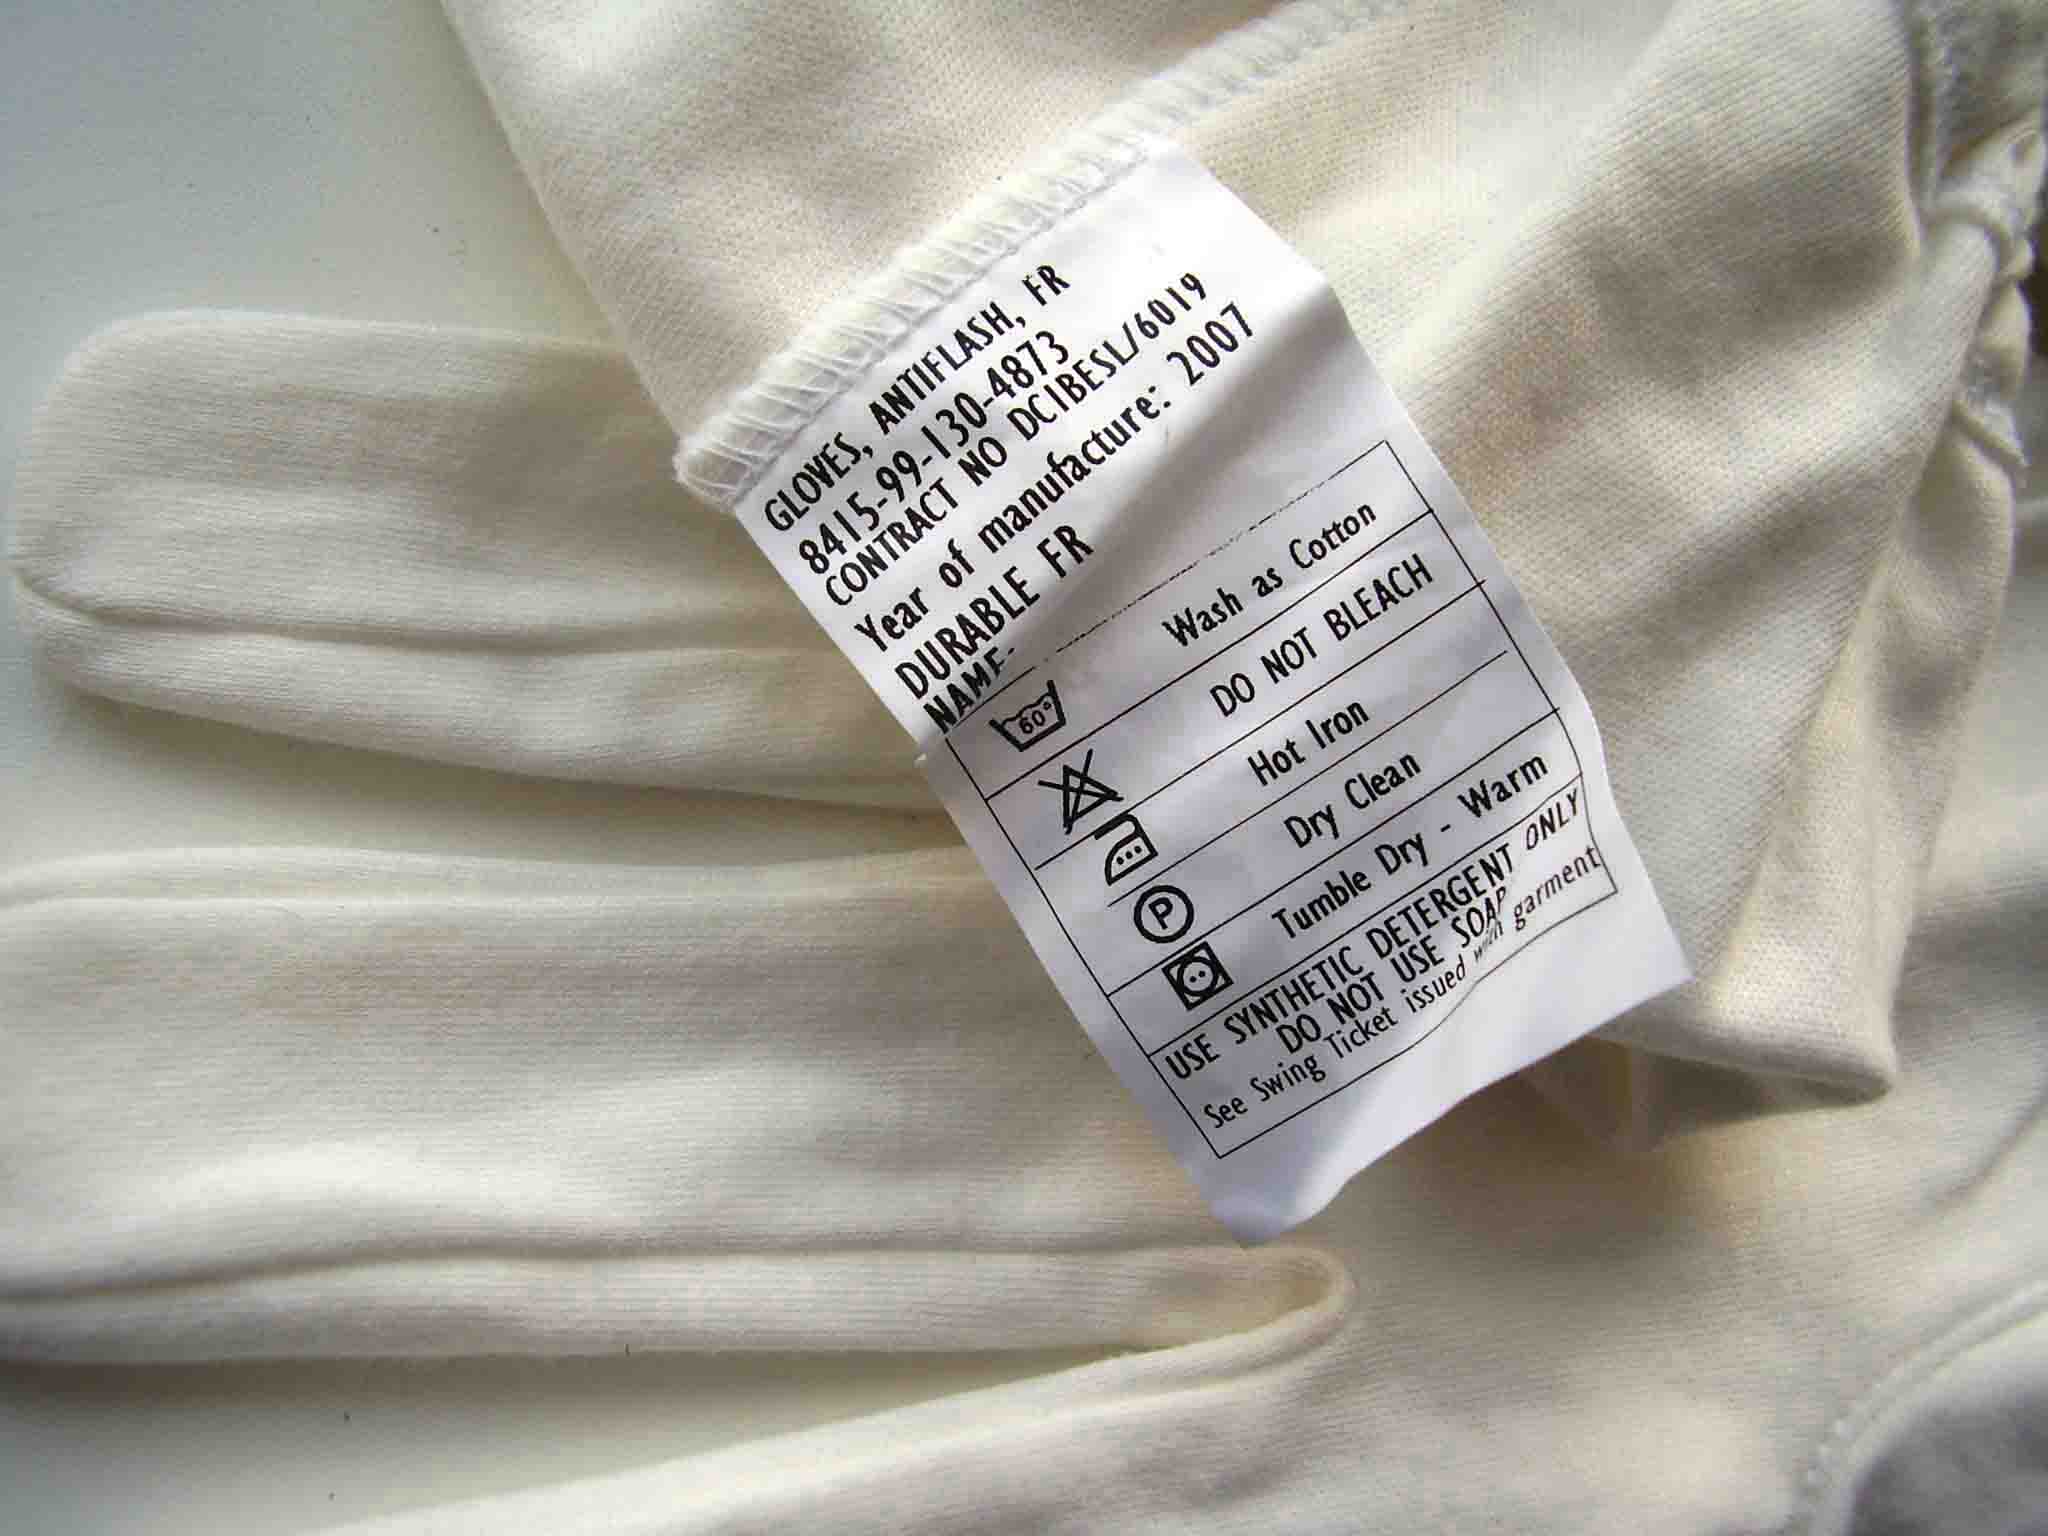 GLOVES, ANTIFLASH, FR
8415-99-130-4873
CONTRACT NO DC1BESL/6019
Year of manufacture: 2007
DURABLE FR
NAME:
60° Wash as Cotton
DO NOT BLEACH
Hot Iron
P Dry Clean
Tumble Dry - Warm
USE SYNTHETIC DETERGENT ONLY
DO NOT USE SOAP
See Swing Ticket issued with garment